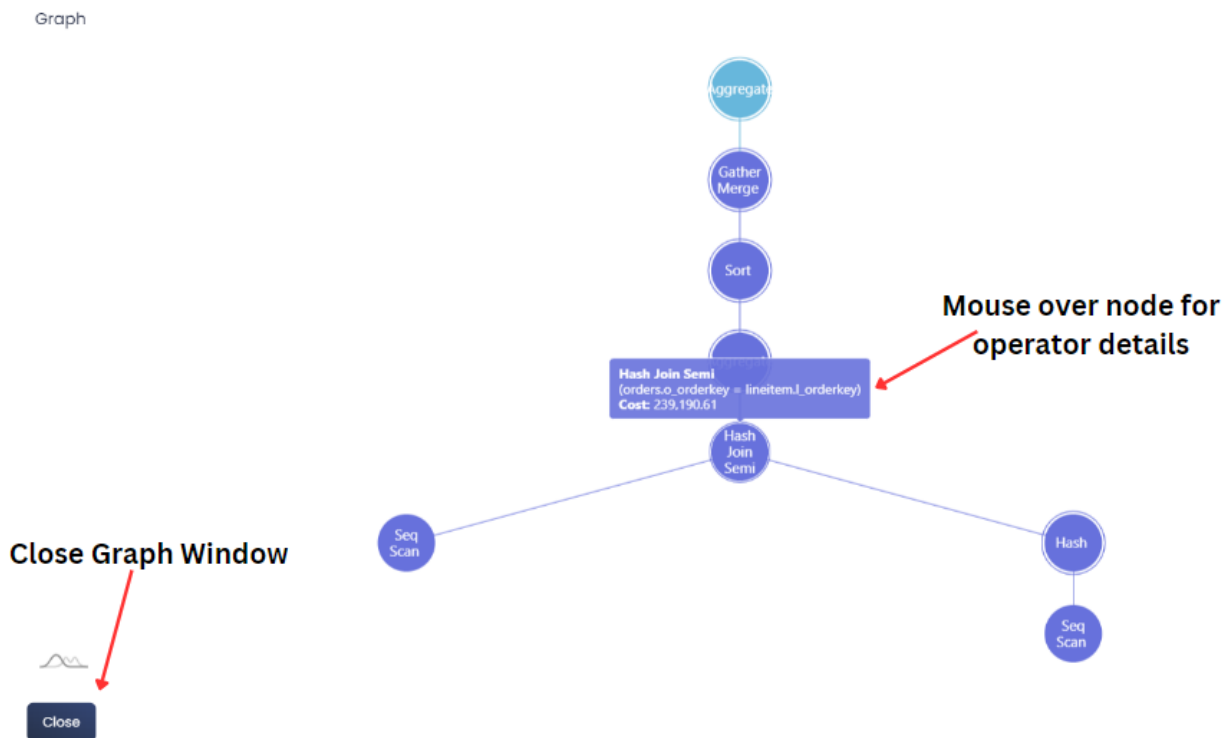 Graph
Aggregate
Gather
Merge
Sort
Mouse over node for
operator details
Aggregate
Hash Join Semi
(orders.o_orderkey = lineitem.l_orderkey)
Cost: 239,190.61
Hash
Join
Semi
Seq
Scan
Hash
Close Graph Window
Seq
Scan
Close